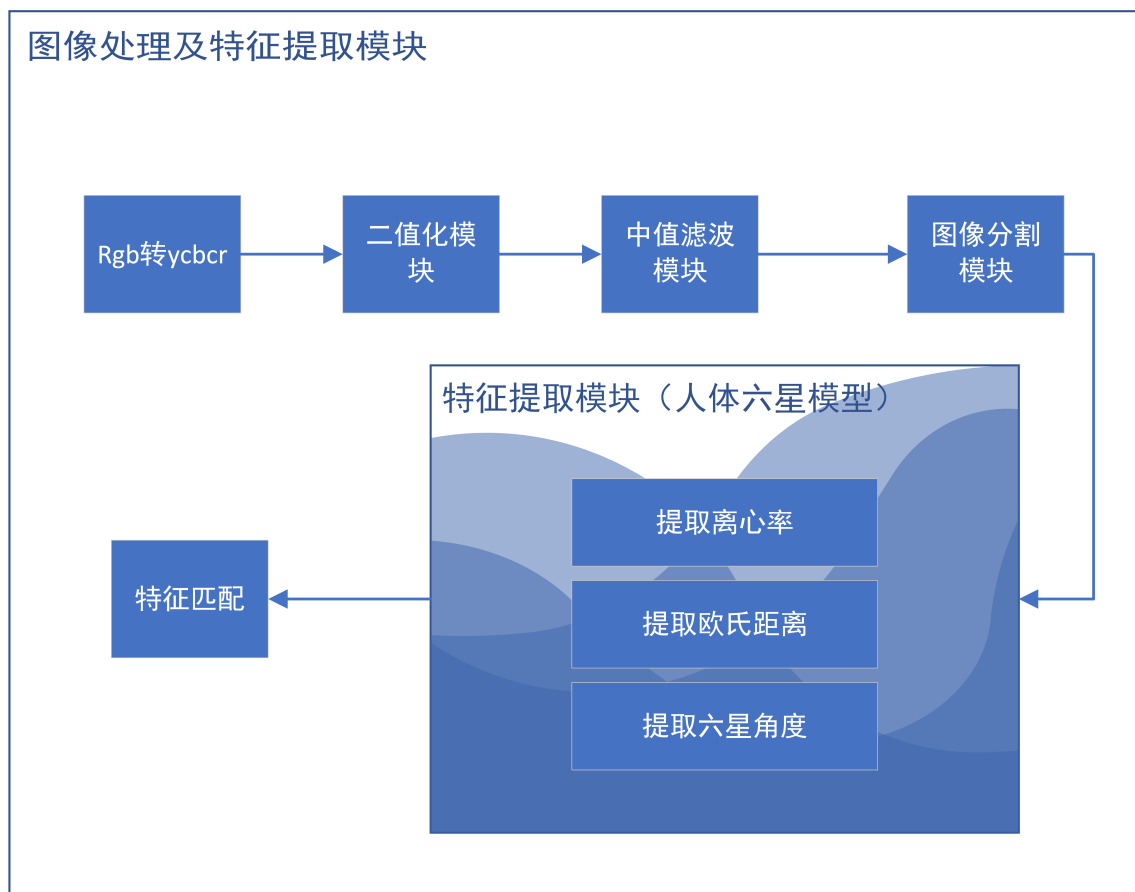 图像处理及特征提取模块
Rgb转ycbcr
二值化模
块
中值滤波
模块
图像分割
模块
特征提取模块（人体六星模型）
提取离心率
提取欧氏距离
提取六星角度
特征匹配